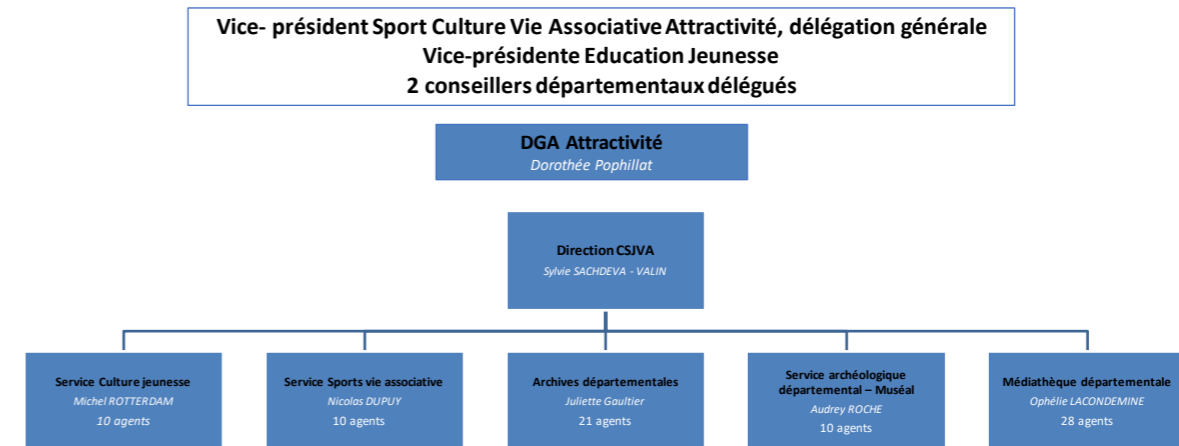 Vice- président Sport Culture Vie Associative Attractivité, délégation générale
Vice-présidente Education Jeunesse
2 conseillers départementaux délégués
DGA Attractivité
Dorothée Pophillat
Direction CSJVA
Sylvie SACHDEVA - VALIN
Service Culture jeunesse
Michel ROTTERDAM
10 agents
Service Sports vie associative
Nicolas DUPUY
10 agents
Archives départementales
Juliette Gaultier
21 agents
Service archéologique
départemental – Muséal
Audrey ROCHE
10 agents
Médiathèque départementale
Ophélie LACONDEMINE
28 agents